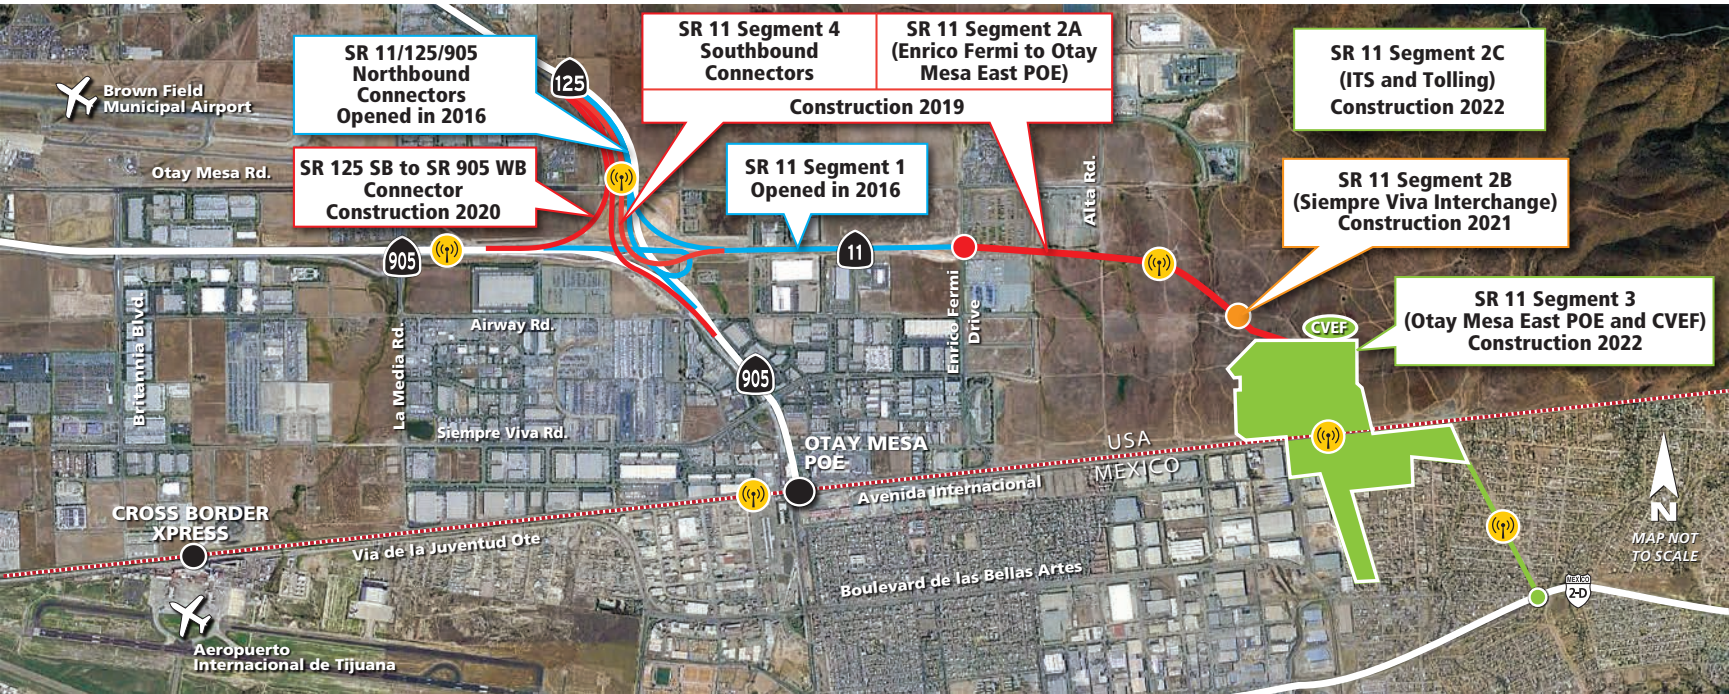 SR 11/125/905
Northbound
Connectors
Opened in 2016
125
SR 11 Segment 4
Southbound
Connectors
SR 11 Segment 2A
(Enrico Fermi to Otay
Mesa East POE)
Construction 2019
SR 11 Segment 2C
(ITS and Tolling)
Construction 2022
Brown Field
Municipal Airport
Otay Mesa Rd.
SR 125 SB to SR 905 WB
Connector
Construction 2020
SR 11 Segment 1
Opened in 2016
Alta Rd.
SR 11 Segment 2B
(Siempre Viva Interchange)
Construction 2021
905
11
SR 11 Segment 3
(Otay Mesa East POE and CVEF)
Construction 2022
CVEF
Britannia Blvd.
La Media Rd.
Airway Rd.
Enrico Fermi
Drive
905
Siempre Viva Rd.
OTAY MESA
POE
USA
MEXICO
Avenida Internacional
CROSS BORDER
XPRESS
Via de la Juventud Ote
Boulevard de las Bellas Artes
N
MAP NOT
TO SCALE
MEXICO
2-D
Aeropuerto
Internacional de Tijuana